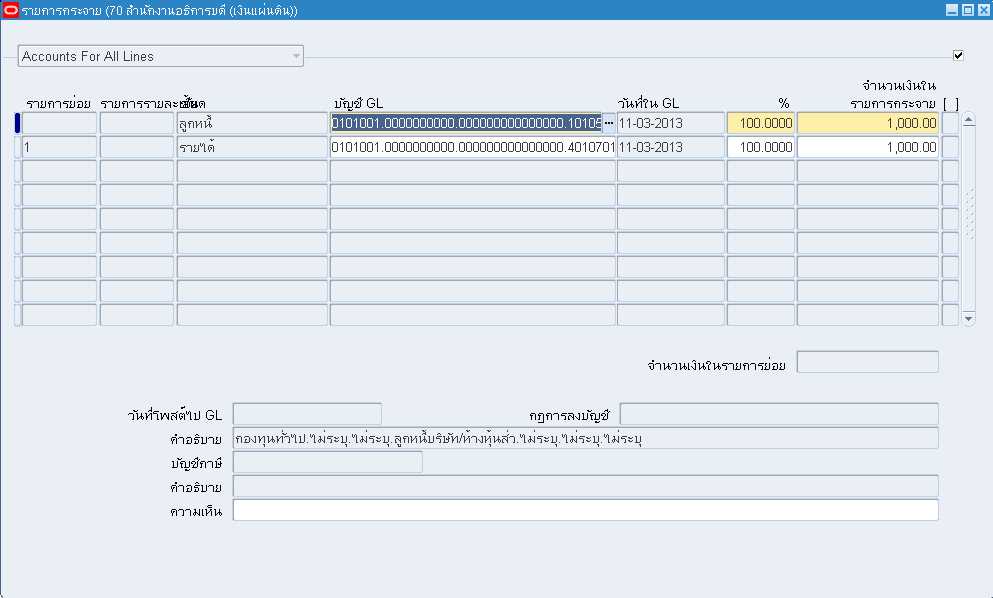 รายการกระจาย (70 สำนักงานอธิการบดี (เงินแผ่นดิน))
Accounts For All Lines
จำนวนเงินใน
รายการย่อย รายการรายละเอียด บัญชี GL วันที่ใน GL % รายการกระจาย [ ]
ลูกหนี้ 0101001.0000000000.000000000000000.10105 ... 11-03-2013 100.0000 1,000.00
1 รายได้ 0101001.0000000000.000000000000000.4010701 11-03-2013 100.0000 1,000.00
จำนวนเงินในรายการย่อย
วันที่โพสต์ไป GL กฎการลงบัญชี
คำอธิบาย กองทุนทั่วไป.ไม่ระบุ.ไม่ระบุ.ลูกหนี้บริษัท/ห้างหุ้นส่ว.ไม่ระบุ.ไม่ระบุ.ไม่ระบุ
บัญชีภาษี
คำอธิบาย
ความเห็น